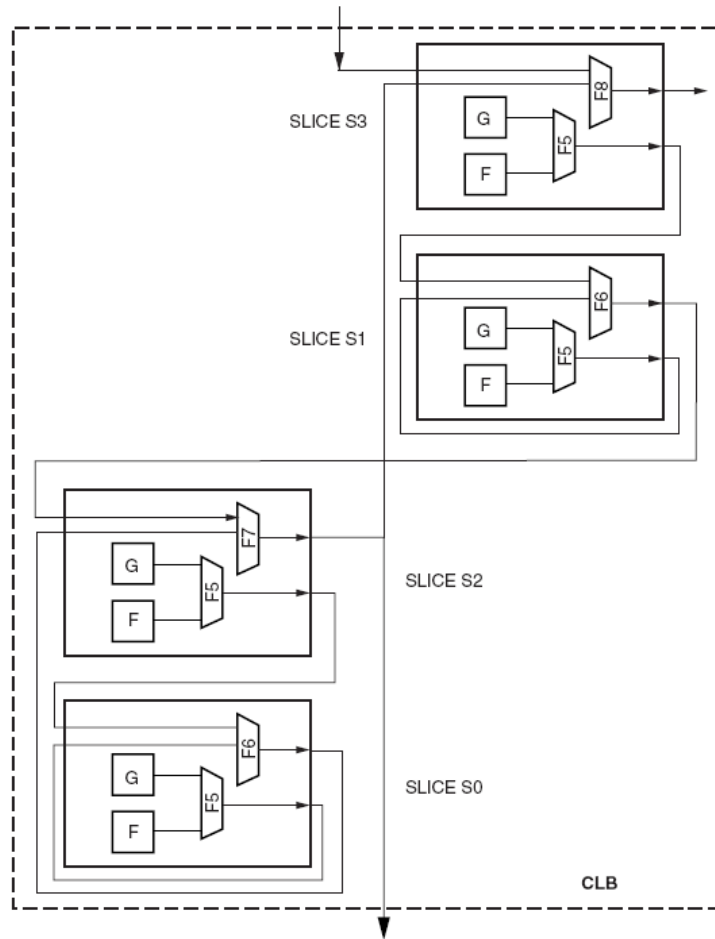 F8
SLICE S3
G
F5
F
F6
SLICE S1
G
F5
F
F7
G
F5
SLICE S2
F
F6
G
F5
SLICE S0
F
CLB